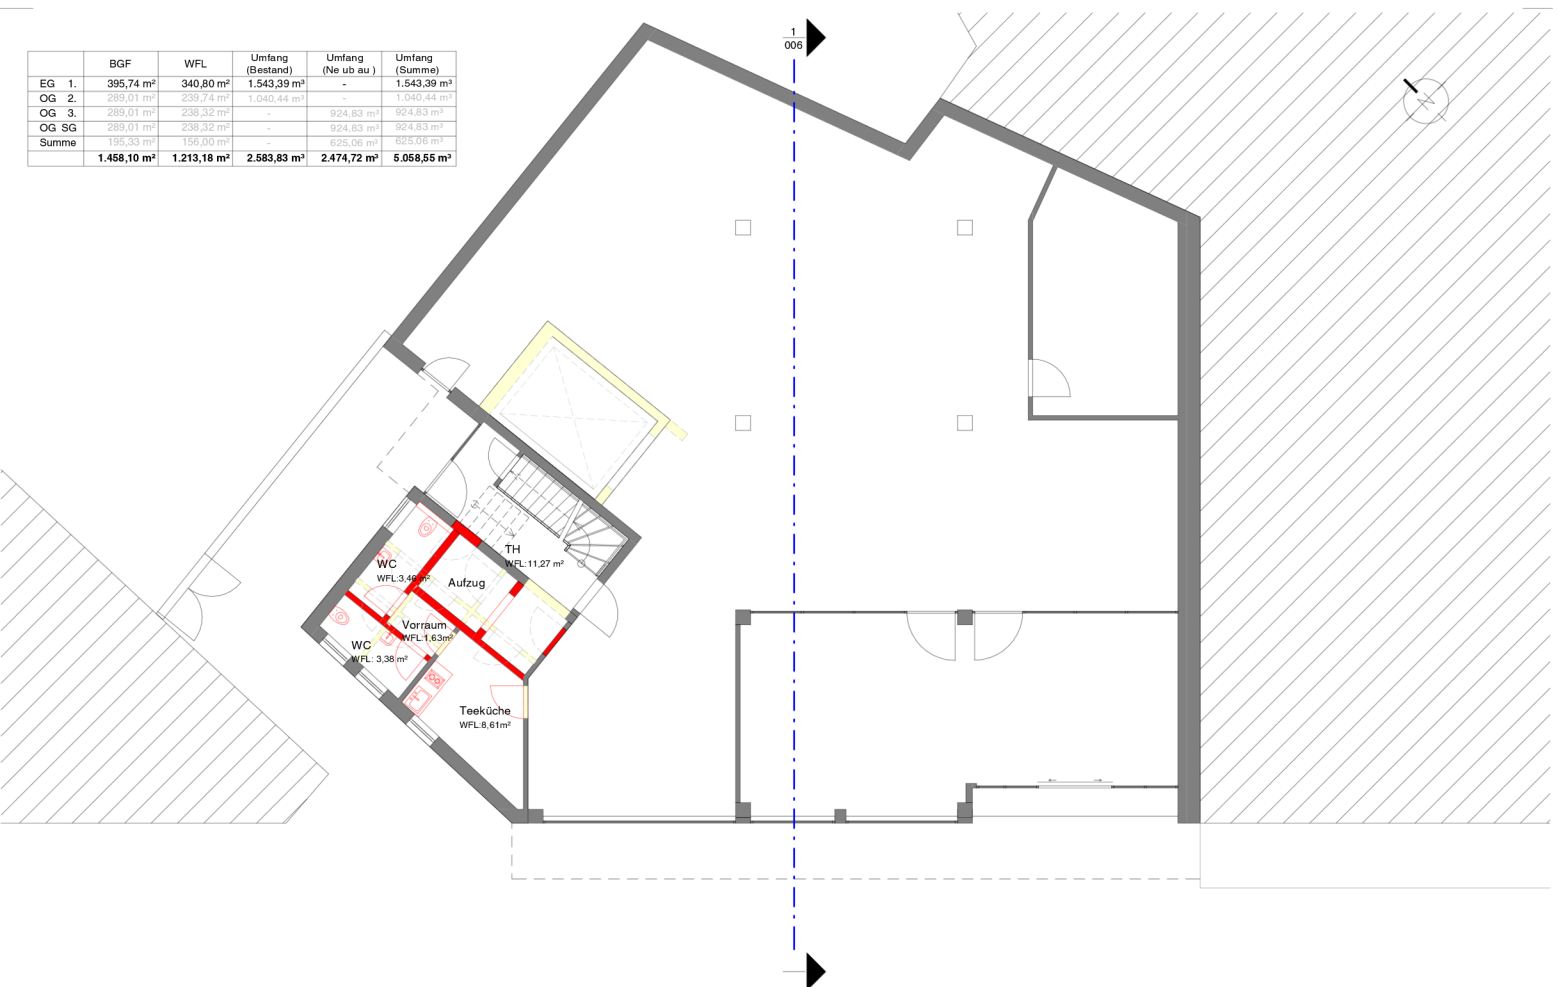 1
006
BGF WFL Umfang (Bestand) Umfang (Ne ub au ) Umfang (Summe)
EG 1. 395,74 m² 340,80 m² 1.543,39 m³ - 1.543,39 m³
OG 2. 289,01 m² 239,74 m² 1.040,44 m³ - 1.040,44 m³
OG 3. 289,01 m² 238,32 m² - 924,83 m³ 924,83 m³
OG SG 289,01 m² 238,32 m² - 924,83 m³ 924,83 m³
Summe 195,33 m² 156,00 m² - 625,06 m³ 625,06 m³
1.458,10 m² 1.213,18 m² 2.583,83 m³ 2.474,72 m³ 5.058,55 m³
N
TH
WFL:11,27 m²
WC
WFL:3,46 m²
Aufzug
Vorraum
WFL:1,63m²
WC
WFL: 3,38 m²
Teeküche
WFL:8,61m²